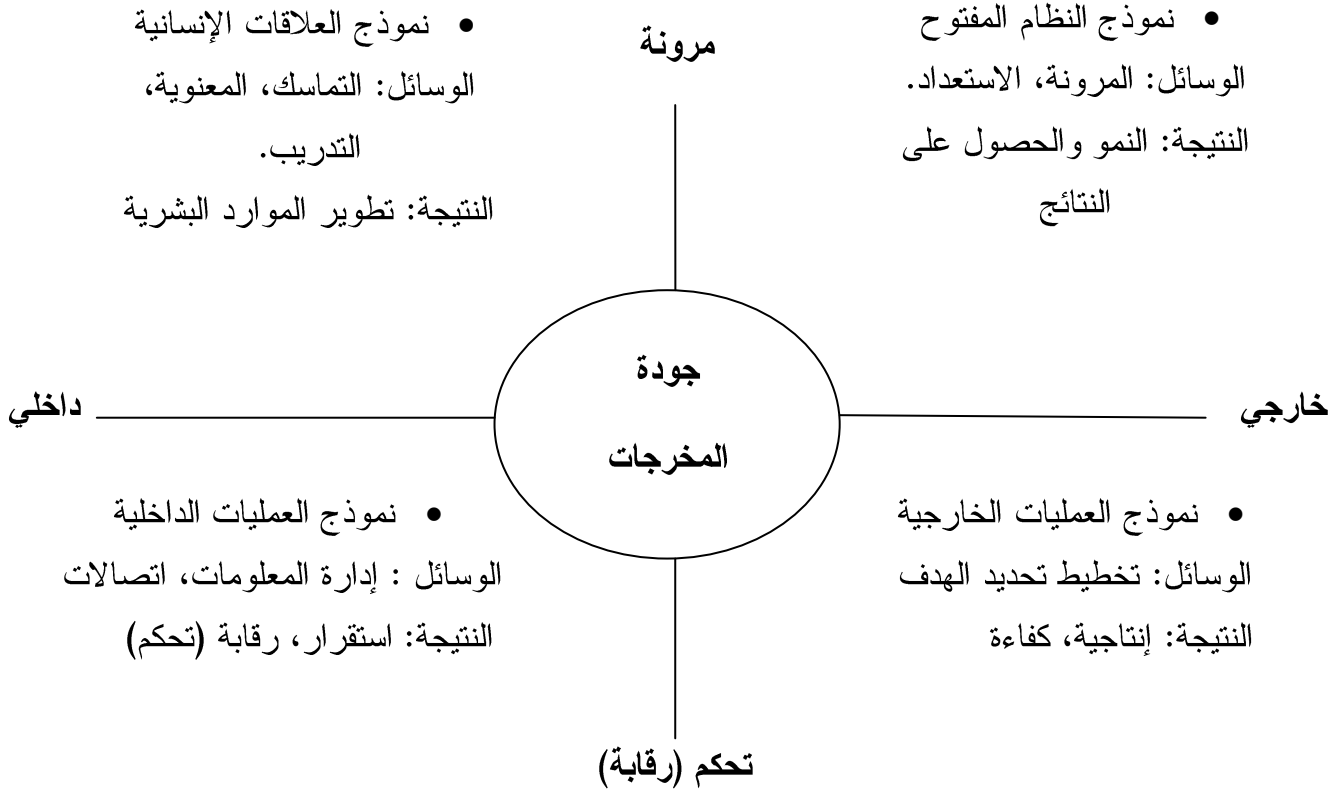 • نموذج النظام المفتوح
الوسائل: المرونة، الاستعداد.
النتيجة: النمو والحصول على
النتائج
مرونة
• نموذج العلاقات الإنسانية
الوسائل: التماسك، المعنوية،
التدريب.
النتيجة: تطوير الموارد البشرية
خارجي
جودة
المخرجات
داخلي
• نموذج العمليات الخارجية
الوسائل: تخطيط تحديد الهدف
النتيجة: إنتاجية، كفاءة
• نموذج العمليات الداخلية
الوسائل : إدارة المعلومات، اتصالات
النتيجة: استقرار، رقابة (تحكم)
تحكم (رقابة)